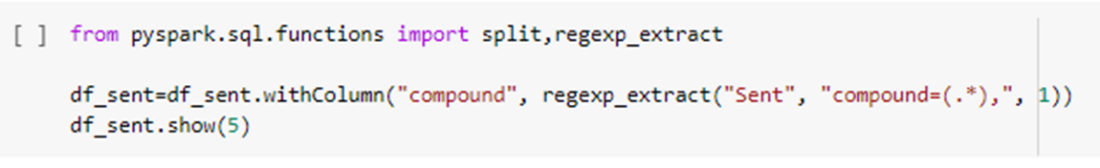 [ ] from pyspark.sql.functions import split,regexp_extract
df_sent=df_sent.withColumn("compound", regexp_extract("Sent", "compound=(.*),", 1))
df_sent.show(5)